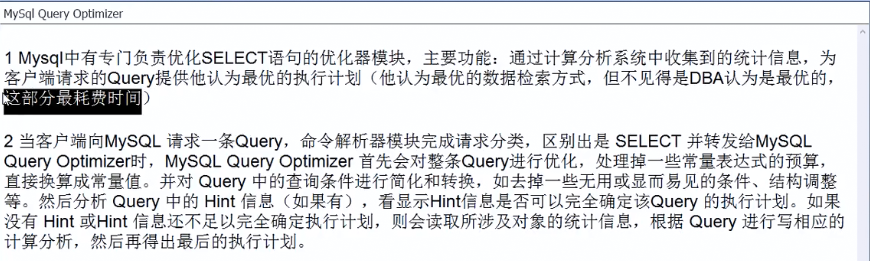 MySql Query Optimizer
1 Mysql中有专门负责优化SELECT语句的优化器模块，主要功能：通过计算分析系统中收集到的统计信息，为
客户端请求的Query提供他认为最优的执行计划（他认为最优的数据检索方式，但不见得是DBA认为是最优的，
这部分最耗费时间）
2 当客户端向MySQL 请求一条Query，命令解析器模块完成请求分类，区别出是 SELECT 并转发给MySQL
Query Optimizer时，MySQL Query Optimizer 首先会对整条Query进行优化，处理掉一些常量表达式的预算，
直接换算成常量值。并对 Query 中的查询条件进行简化和转换，如去掉一些无用或显而易见的条件、结构调整
等。然后分析 Query 中的 Hint 信息（如果有），看显示Hint信息是否可以完全确定该Query 的执行计划。如果
没有 Hint 或Hint 信息还不足以完全确定执行计划，则会读取所涉及对象的统计信息，根据 Query 进行写相应的
计算分析，然后再得出最后的执行计划。